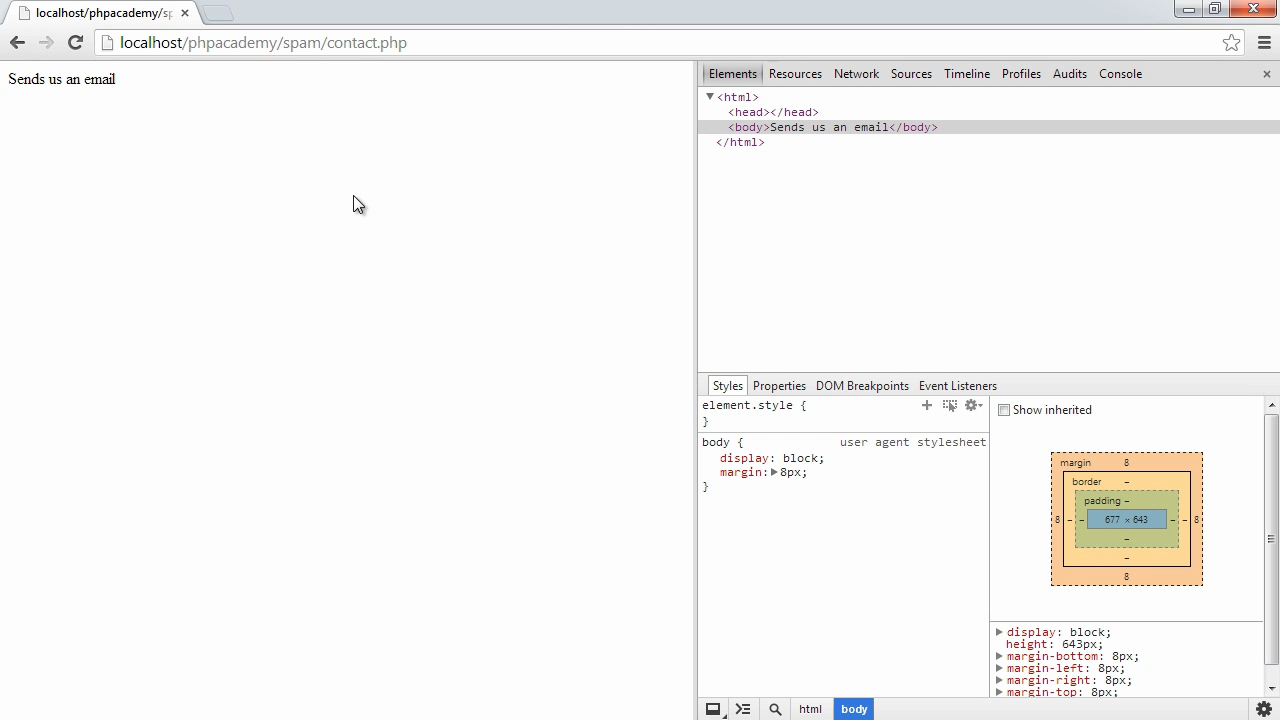 localhost/phpacademy/sp
localhost/phpacademy/spam/contact.php
Sends us an email
Elements Resources Network Sources Timeline Profiles Audits Console
<html>
<head></head>
<body>Sends us an email</body>
</html>
Styles Properties DOM Breakpoints Event Listeners
element.style {
}
body { user agent stylesheet
display: block;
margin: 8px;
}
Show inherited
margin 8
border –
padding –
8 – – 677 × 643 – – 8
–
–
8
display: block;
height: 643px;
margin-bottom: 8px;
margin-left: 8px;
margin-right: 8px;
margin-top: 8px;
html body